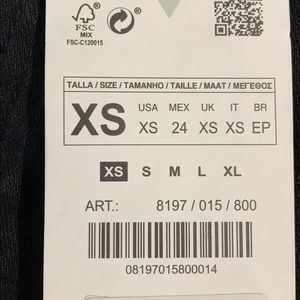 FSC
MIX
FSC-C120015
TALLA / SIZE / TAMANHO / TAILLE / MAAT / ΜΕΓΕΘΟΣ
XS
USA MEX UK IT BR
XS 24 XS XS EP
XS S M L XL
ART.: 8197 / 015 / 800
08197015800014